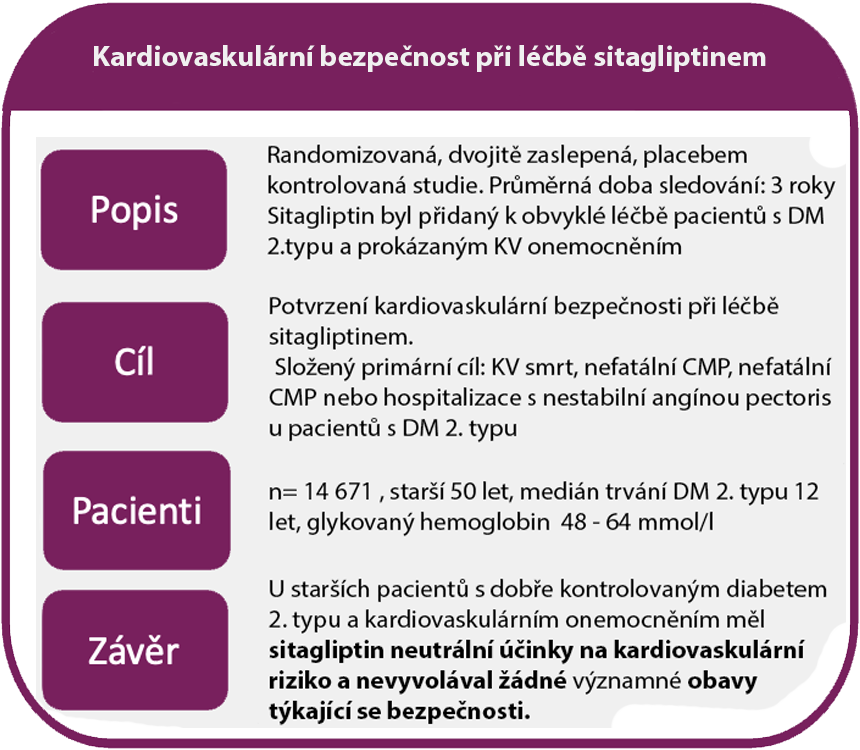 Kardiovaskulární bezpečnost při léčbě sitagliptinem
Popis
Randomizovaná, dvojitě zaslepená, placebem
kontrolovaná studie. Průměrná doba sledování: 3 roky
Sitagliptin byl přidaný k obvyklé léčbě pacientů s DM
2.typu a prokázaným KV onemocněním
Cíl
Potvrzení kardiovaskulární bezpečnosti při léčbě
sitagliptinem.
Složený primární cíl: KV smrt, nefatální CMP, nefatální
CMP nebo hospitalizace s nestabilní angínou pectoris
u pacientů s DM 2. typu
Pacienti
n= 14 671 , starší 50 let, medián trvání DM 2. typu 12
let, glykovaný hemoglobin 48 - 64 mmol/l
Závěr
U starších pacientů s dobře kontrolovaným diabetem
2. typu a kardiovaskulárním onemocněním měl
sitagliptin neutrální účinky na kardiovaskulární
riziko a nevyvolával žádné významné obavy
týkající se bezpečnosti.